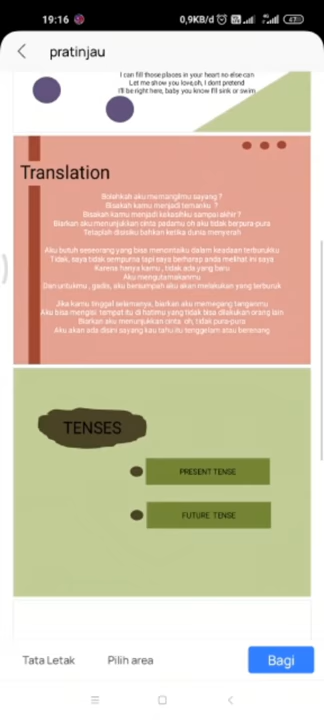 19:16 0,9KB/d 47
pratinjau
I can fill those places in your heart no else can
Let me show you love,oh, I dont pretend
I'll be right here, baby you know I'll sink or swim
Translation
Bolehkah aku memanglmu sayang ?
Bisakah kamu menjadi temanku ?
Bisakah kamu menjadi kekasihku sampai akhir ?
Biarkan aku menunjukkan cinta padamu oh aku tidak berpura-pura
Tetaplah disisiku bahkan ketika dunia menyerah
Aku butuh seseorang yang bisa mencintaiku dalam keadaan terburukku
Tidak, saya tidak sempurna tapi saya berharap anda melihat ini saya
Karena hanya kamu , tidak ada yang baru
Aku mengutamakanmu
Dan untukmu , gadis, aku bersumpah aku akan melakukan yang terburuk
Jika kamu tinggal selamanya, biarkan aku memegang tanganmu
Aku bisa mengisi tempat itu di hatimu yang tidak bisa dilakukan orang lain
Biarkan aku menunjukkan cinta oh, tidak pura-pura
Aku akan ada disini sayang kau tahu itu tenggelam atau berenang
TENSES
PRESENT TENSE
FUTURE TENSE
Tata Letak Pilih area Bagi